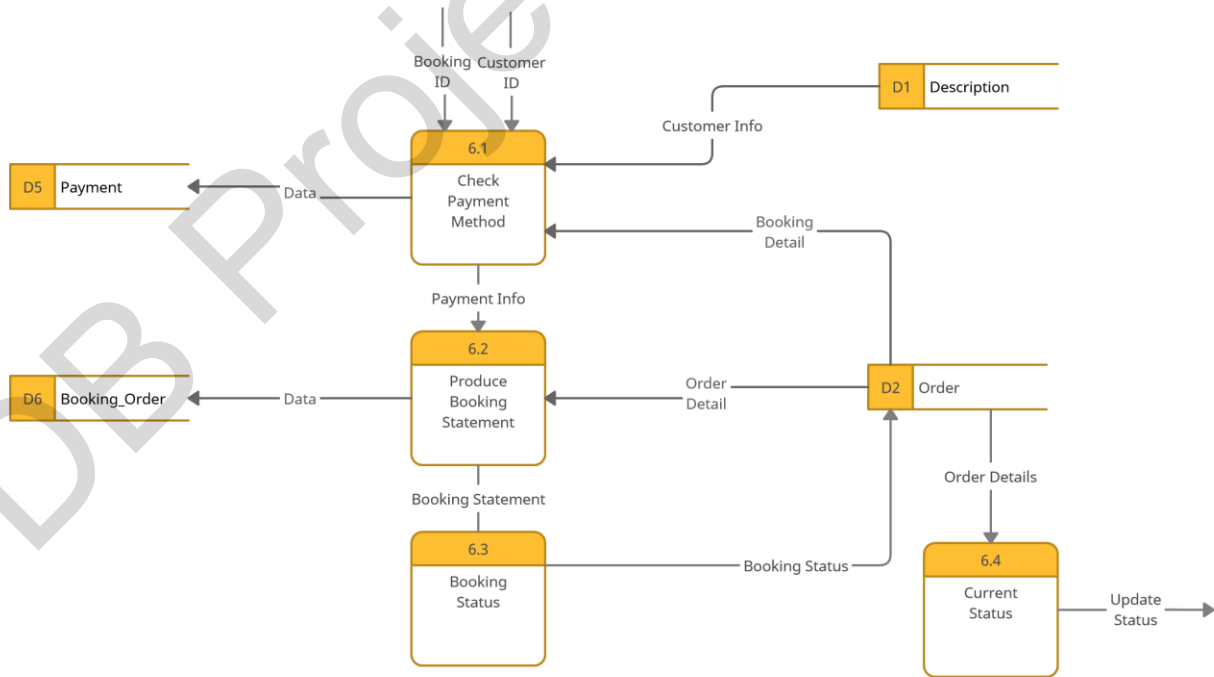 Booking
ID
Customer
ID
D1 Description
Customer Info
6.1
Check
Payment
Method
D5 Payment
Data
Booking
Detail
Payment Info
6.2
Produce
Booking
Statement
D6 Booking_Order
Data
Order
Detail
D2 Order
Booking Statement
Order Details
6.3
Booking
Status
Booking Status
6.4
Current
Status
Update
Status
DB Proje